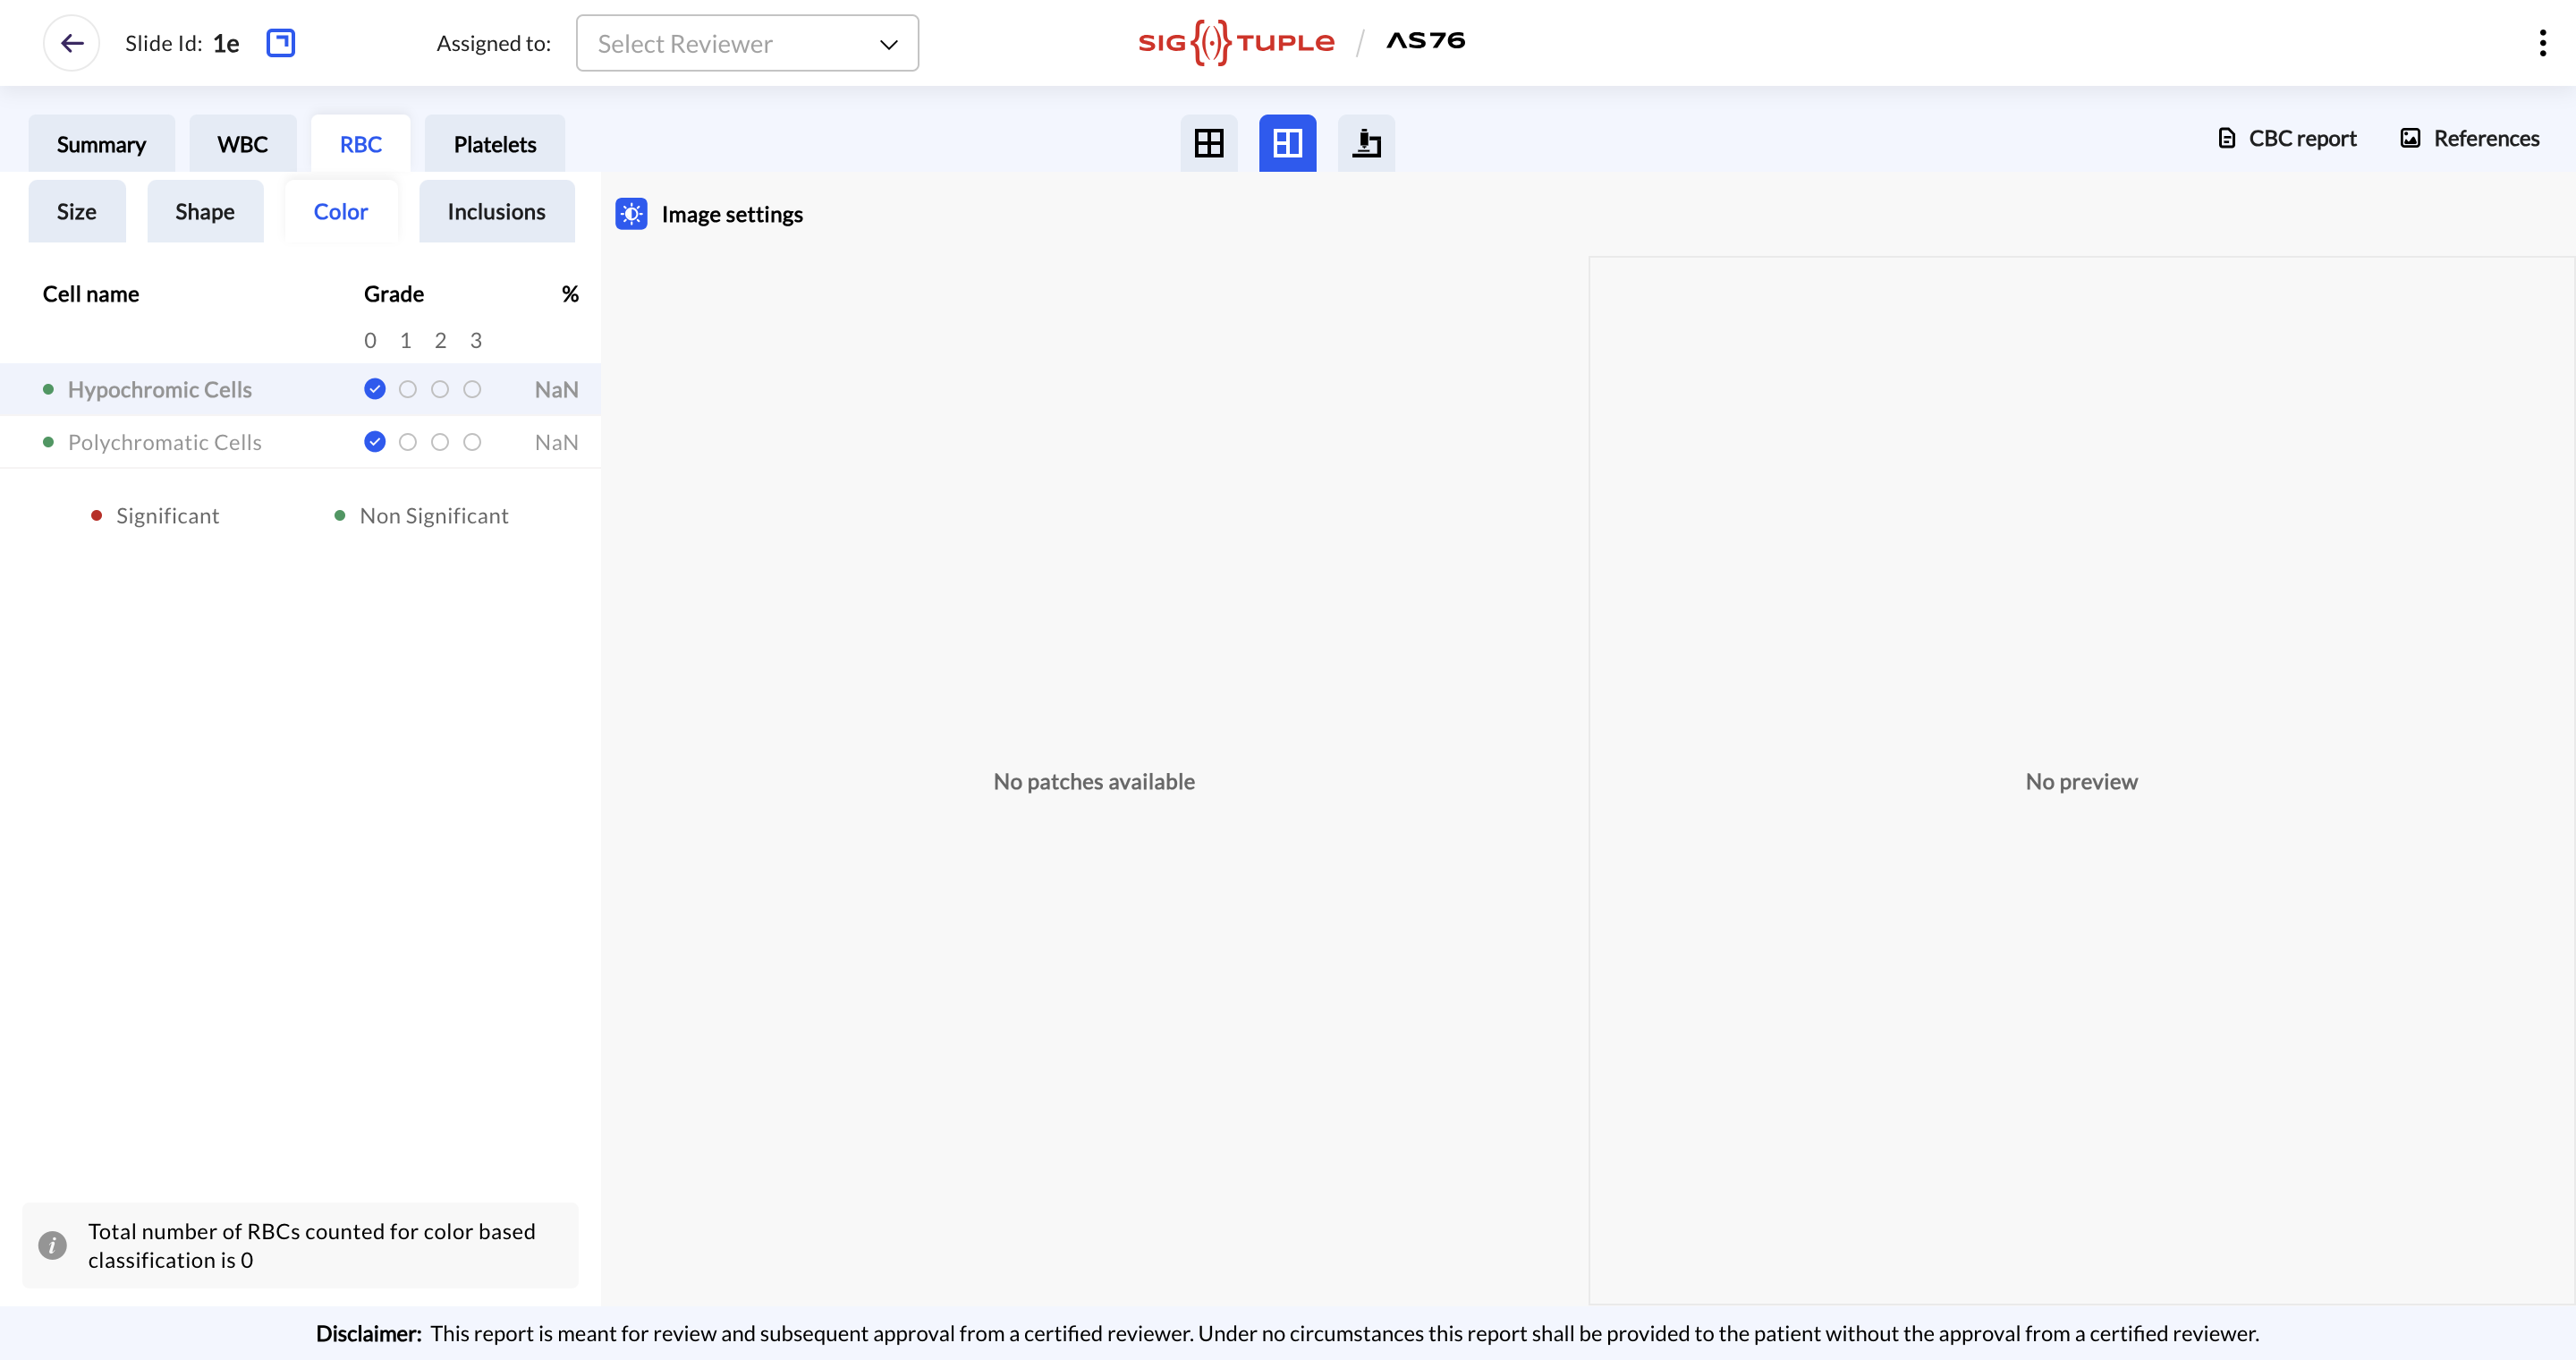 Slide Id: 1e
Assigned to: Select Reviewer
SIG{(·)}TUPLE / AS76
Summary WBC RBC Platelets
CBC report References
Size Shape Color Inclusions
Image settings
Cell name Grade %
0 1 2 3
Hypochromic Cells NaN
Polychromatic Cells NaN
Significant Non Significant
No patches available
No preview
Total number of RBCs counted for color based
classification is 0
Disclaimer: This report is meant for review and subsequent approval from a certified reviewer. Under no circumstances this report shall be provided to the patient without the approval from a certified reviewer.